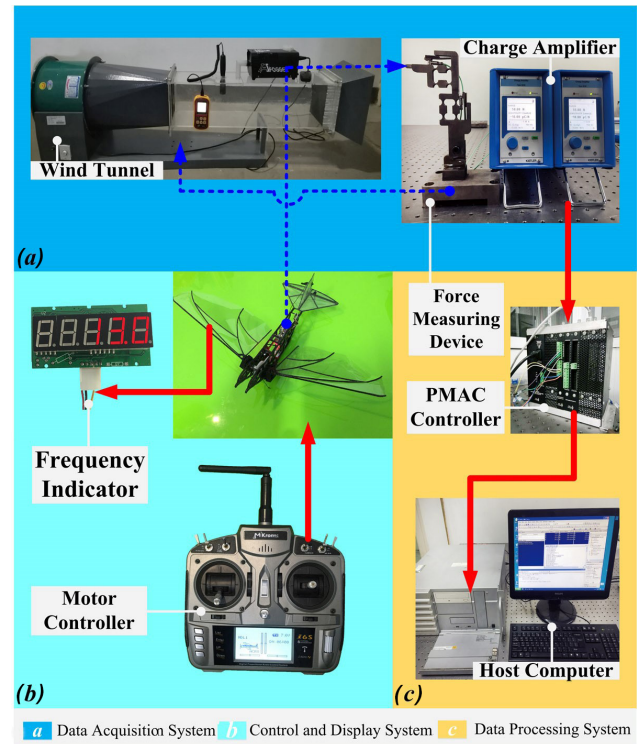 Charge Amplifier
Wind Tunnel
(a)
Force
Measuring
Device
PMAC
Controller
Frequency
Indicator
Motor
Controller
(b)
Host Computer
(c)
a Data Acquisition System b Control and Display System c Data Processing System